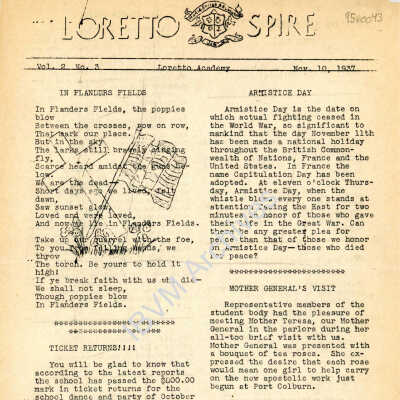 LORETTO SPIRE
95V0043
Vol. 2 No. 3 Loretto Academy Nov. 10, 1937
IN FLANDERS FIELDS
In Flanders Fields, the poppies
blow
Between the crosses, row on row,
That mark our place. But
in the sky
The larks still bravely singing
fly,
Scarce heard amidst the guns be-
low.
We are the dead--
Short days ago we lived, felt
dawn,
Saw sunset glow,
Loved and were loved,
And now we lie in Flanders Fields.
Take up our quarrel with the foe,
To you from failing hands, we
throw
The torch. Be yours to hold it
high!
If ye break faith with us who die--
We shall not sleep,
Though poppies blow
In Flanders Fields.
TICKET RETURNS!!!!
You will be glad to know that
according to the latest reports
the school has passed the $600.00
mark in ticket returns for the
school dance and party of October
ARMISTICE DAY
Armistice Day is the date on
which actual fighting ceased in
the World War, so significant to
mankind that the day November 11th
has been made a national holiday
throughout the British Common-
wealth of Nations, France and the
United States. In France the
name Capitulation Day has been
adopted. At eleven o'clock Thurs-
day, Armistice Day, when the
whistle blows every one stands at
attention facing the East for two
minutes in honor of those who gave
their life in the Great War. Can
there be any greater plea for
peace than that of those we honor
on Armistice Day--those who died
for peace?
MOTHER GENERAL'S VISIT
Representative members of the
student body had the pleasure of
meeting Mother Teresa, our Mother
General in the parlors during her
all-too brief visit with us.
Mother General was presented with
a bouquet of tea roses. She ex-
pressed the desire that each rose
would mean one girl to help carry
on the new apostolic work just
begun at Port Colburn.
IBVM Archives